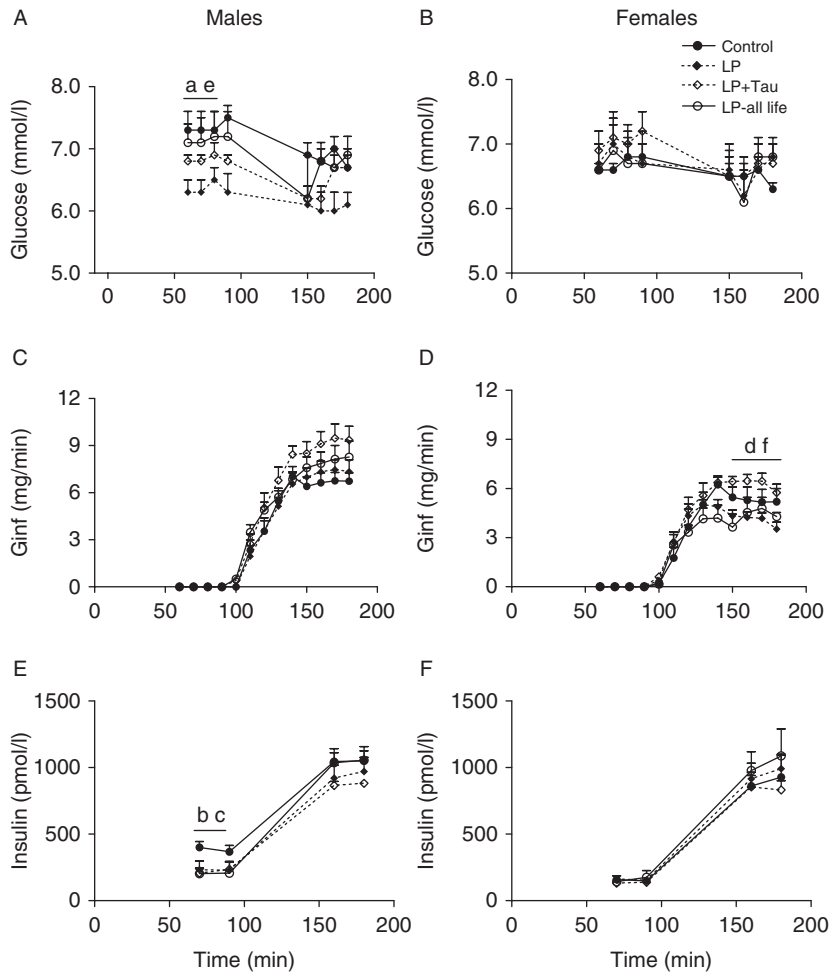 A
Males
B
Females
Control
LP
LP+Tau
LP-all life
a e
Glucose (mmol/l)
8.0
7.0
6.0
5.0
0
50
100
150
200
Glucose (mmol/l)
8.0
7.0
6.0
5.0
0
50
100
150
200
C
Ginf (mg/min)
12
9
6
3
0
0
50
100
150
200
D
d f
Ginf (mg/min)
12
9
6
3
0
0
50
100
150
200
E
b c
Insulin (pmol/l)
1500
1000
500
0
0
50
100
150
200
Time (min)
F
Insulin (pmol/l)
1500
1000
500
0
0
50
100
150
200
Time (min)